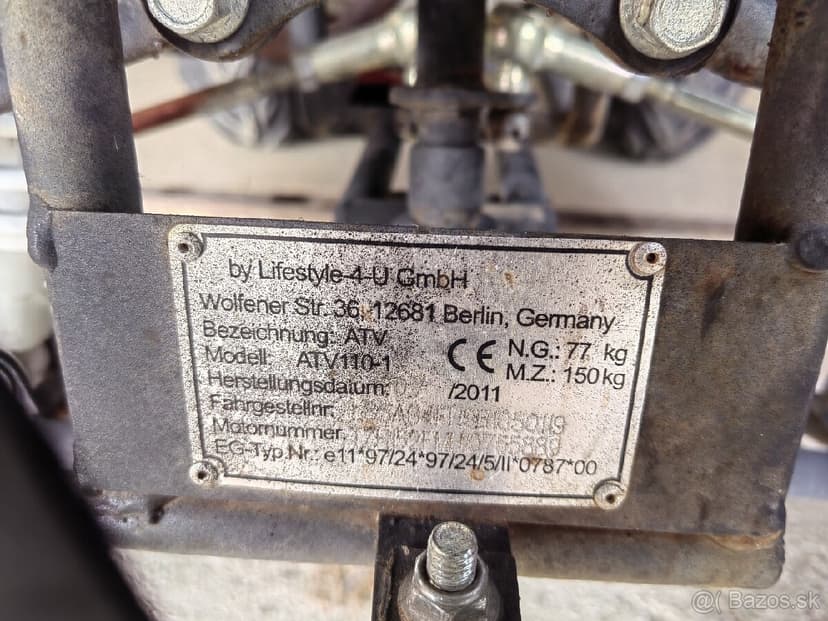 by Lifestyle-4-U GmbH
Wolfener Str. 36, 12681 Berlin, Germany
Bezeichnung: ATV
Modell: ATV110-1
CE
N.G.: 77 kg
M.Z.: 150 kg
Herstellungsdatum: /2011
Fahrgestellnr.:
Motornummer:
EG-Typ.Nr.: e11*97/24*97/24/5/II*0787*00
Bazos.sk